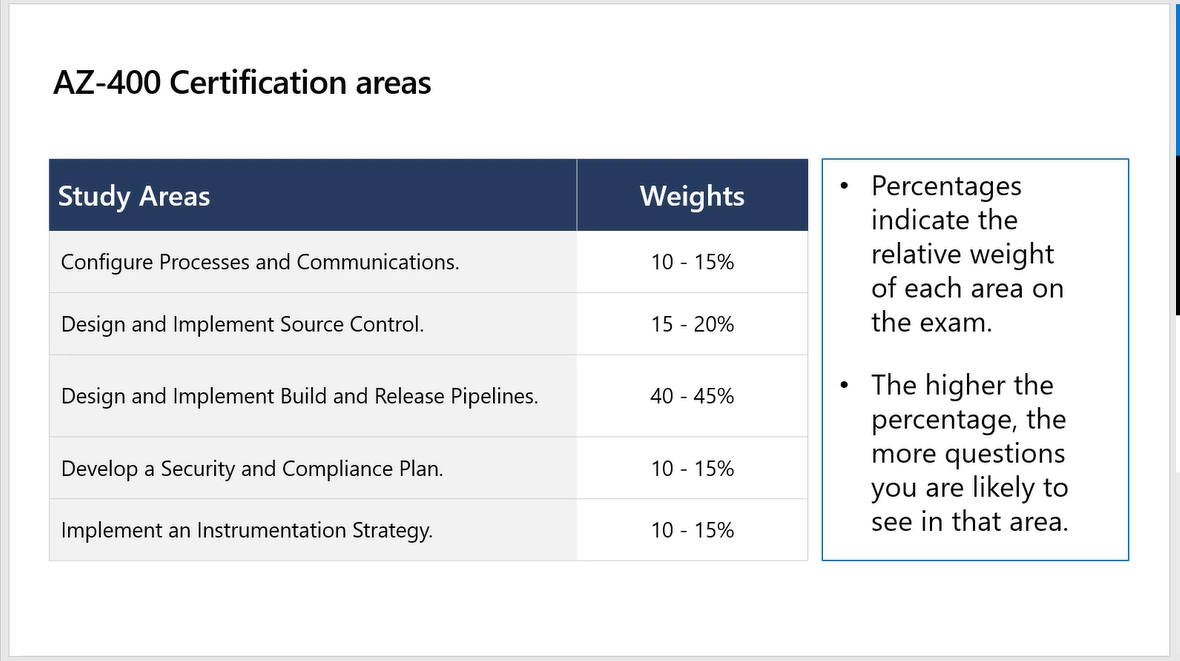 AZ-400 Certification areas
Study Areas Weights
Configure Processes and Communications. 10 - 15%
Design and Implement Source Control. 15 - 20%
Design and Implement Build and Release Pipelines. 40 - 45%
Develop a Security and Compliance Plan. 10 - 15%
Implement an Instrumentation Strategy. 10 - 15%
• Percentages
indicate the
relative weight
of each area on
the exam.
• The higher the
percentage, the
more questions
you are likely to
see in that area.